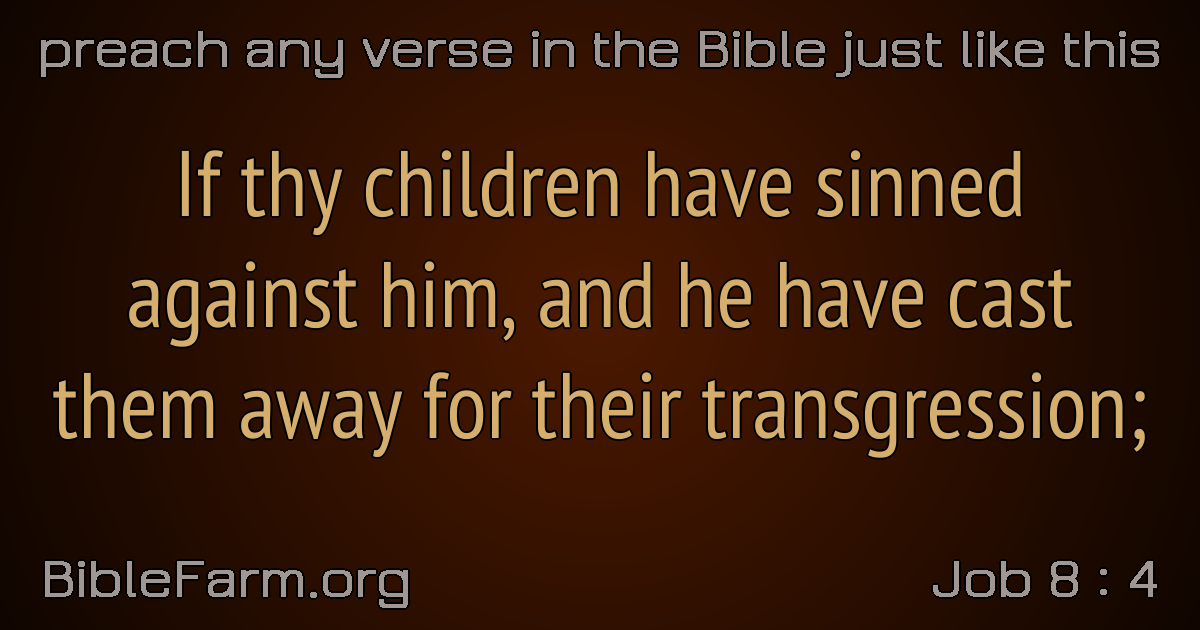 preach any verse in the Bible just like this
If thy children have sinned
against him, and he have cast
them away for their transgression;
BibleFarm.org
Job 8 : 4